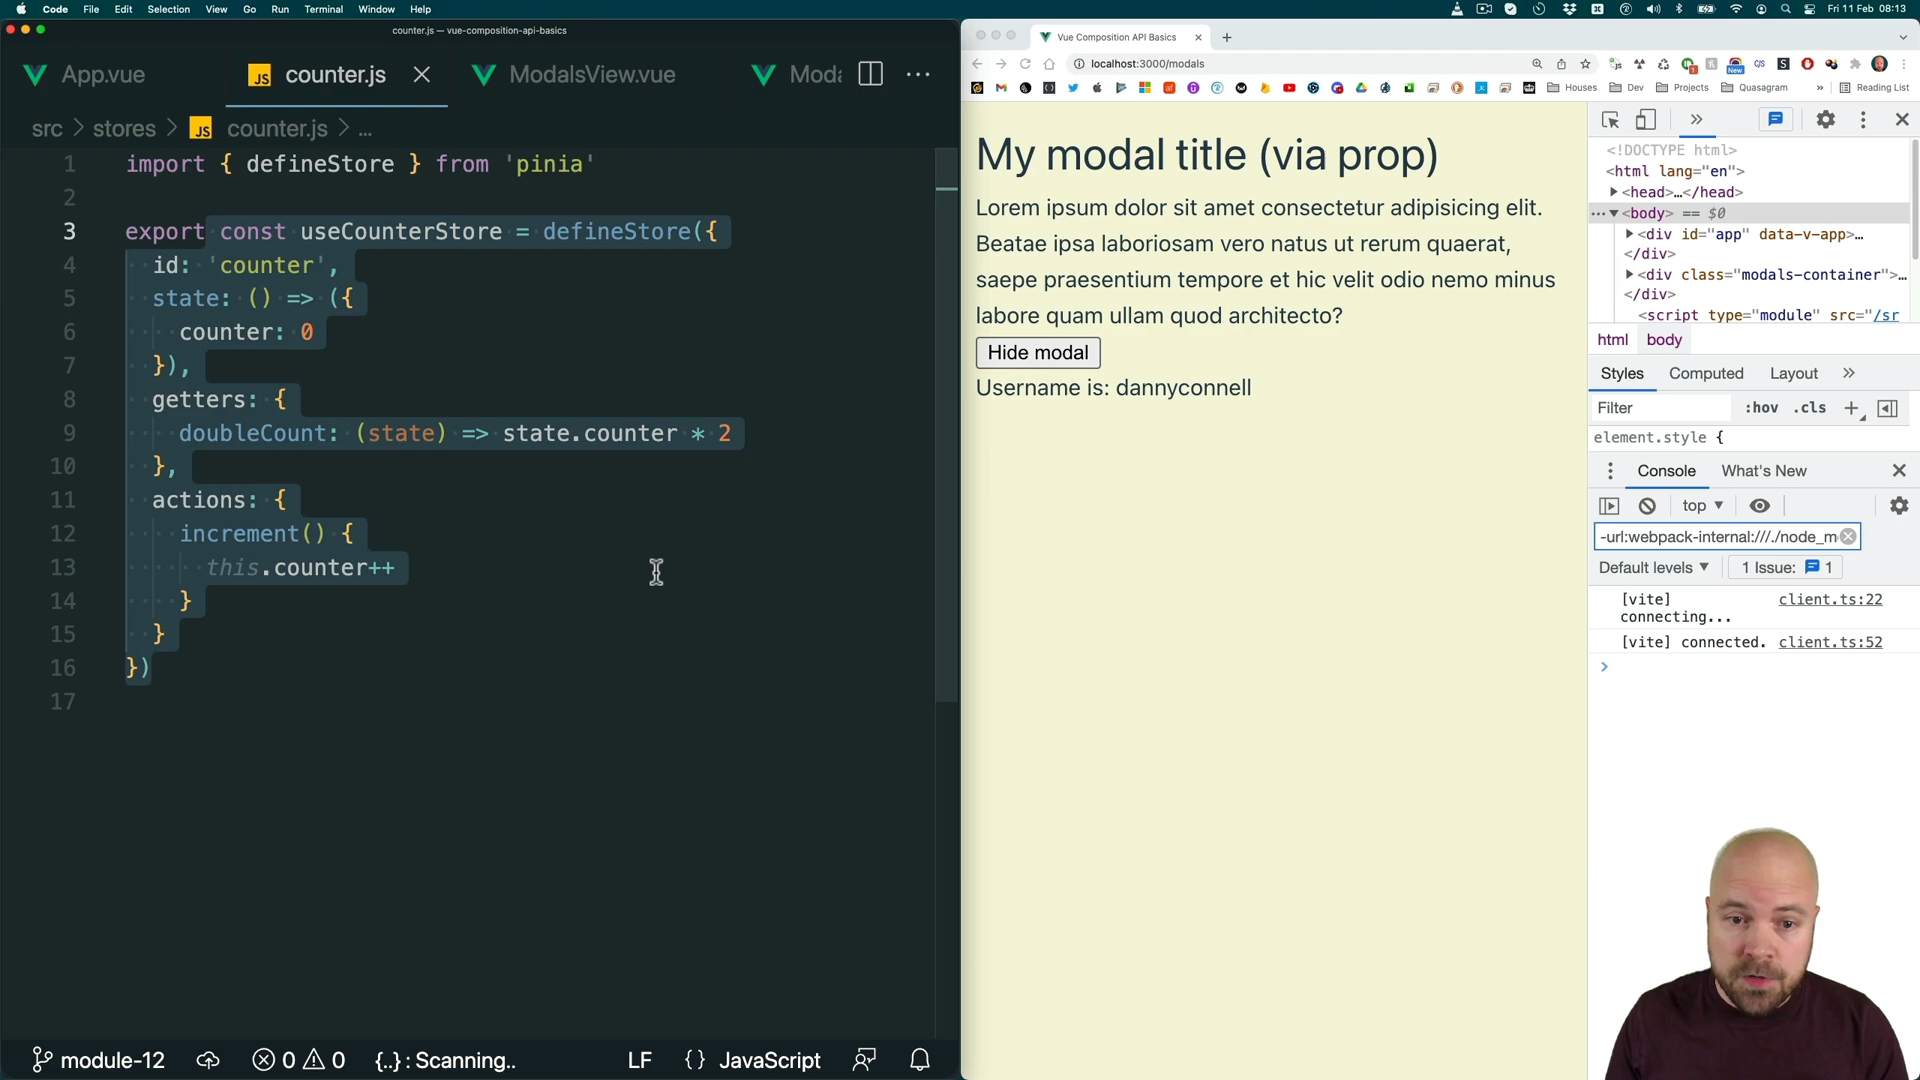 Code File Edit Selection View Go Run Terminal Window Help Fri 11 Feb 08:13
counter.js — vue-composition-api-basics
App.vue
JS counter.js
ModalsView.vue
src > stores > JS counter.js > ...
1 import { defineStore } from 'pinia'
2
3 export const useCounterStore = defineStore({
4 id: 'counter',
5 state: () => ({
6 counter: 0
7 }),
8 getters: {
9 doubleCount: (state) => state.counter * 2
10 },
11 actions: {
12 increment() {
13 this.counter++
14 }
15 }
16 })
17
module-12 0 0 {..} : Scanning.. LF {} JavaScript
Vue Composition API Basics
localhost:3000/modals
Houses Dev Projects Quasagram » Reading List
My modal title (via prop)
Lorem ipsum dolor sit amet consectetur adipisicing elit.
Beatae ipsa laboriosam vero natus ut rerum quaerat,
saepe praesentium tempore et hic velit odio nemo minus
labore quam ullam quod architecto?
Hide modal
Username is: dannyconnell
<!DOCTYPE html>
<html lang="en">
<head>…</head>
<body> == $0
<div id="app" data-v-app>…
</div>
<div class="modals-container">…
</div>
<script type="module" src="/sr
html body
Styles Computed Layout »
Filter :hov .cls +
element.style {
Console What's New
top
-url:webpack-internal:///./node_m
Default levels 1 Issue: 1
[vite] client.ts:22
connecting...
[vite] connected. client.ts:52
>